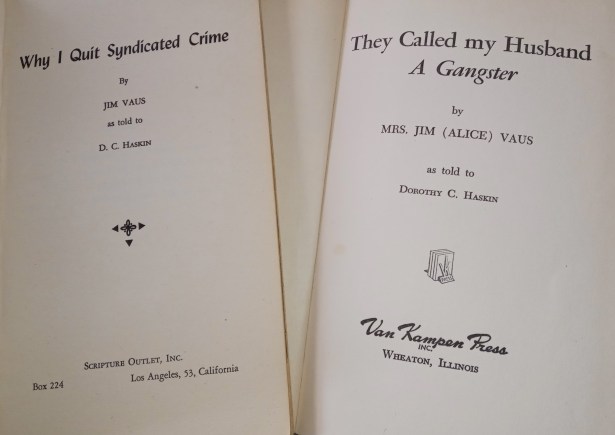 Why I Quit Syndicated Crime
By
JIM VAUS
as told to
D. C. HASKIN
SCRIPTURE OUTLET, INC.
Box 224
Los Angeles, 53, California
They Called my Husband
A Gangster
by
MRS. JIM (ALICE) VAUS
as told to
DOROTHY C. HASKIN
Van Kampen Press
INC.
WHEATON, ILLINOIS